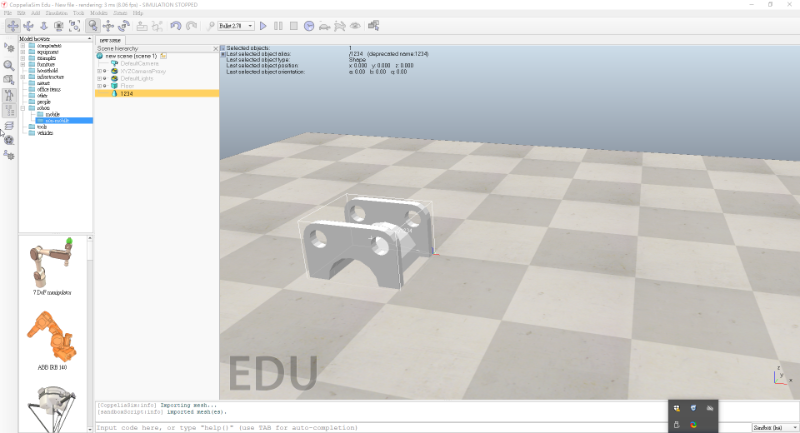 CoppeliaSim Edu - New file - rendering: 3 ms (8.06 fps) - SIMULATION STOPPED
File Edit Add Simulation Tools Modules Scenes Help
Bullet 2.78
Model browser
components
equipment
examples
furniture
household
infrastructure
nature
office items
other
people
robots
mobile
non-mobile
tools
vehicles
7 DoF manipulator
ABB IRB 140
new scene
Scene hierarchy
new scene (scene 1)
DefaultCamera
XYZCameraProxy
DefaultLights
Floor
1234
Selected objects: 1
Last selected object alias: /1234 (deprecated name:1234)
Last selected object type: Shape
Last selected object position: x: 0.000 y: 0.000 z: 0.000
Last selected object orientation: a: 0.00 b: 0.00 g: 0.00
EDU
z
y
x
[CoppeliaSim:info] Importing mesh...
[sandboxScript:info] imported mesh(es).
Input code here, or type "help()" (use TAB for auto-completion)
Sandbox (lua)